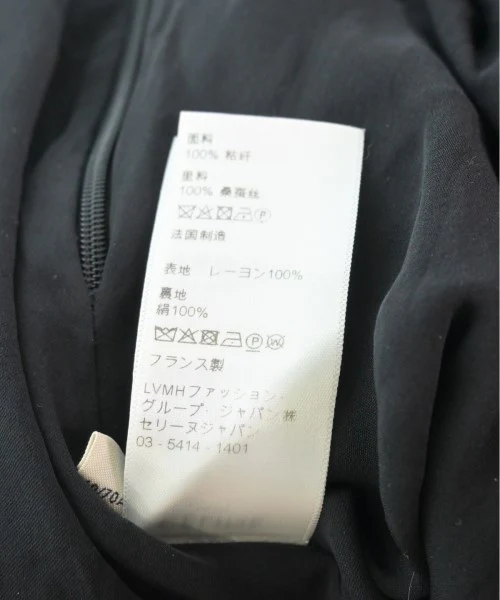 面料
100% 粘纤
里料
100% 桑蚕丝
法国制造
表地 レーヨン100%
裏地
絹100%
フランス製
LVMHファッション・
グループ・ジャパン㈱
セリーヌジャパン
03 - 5414 - 1401